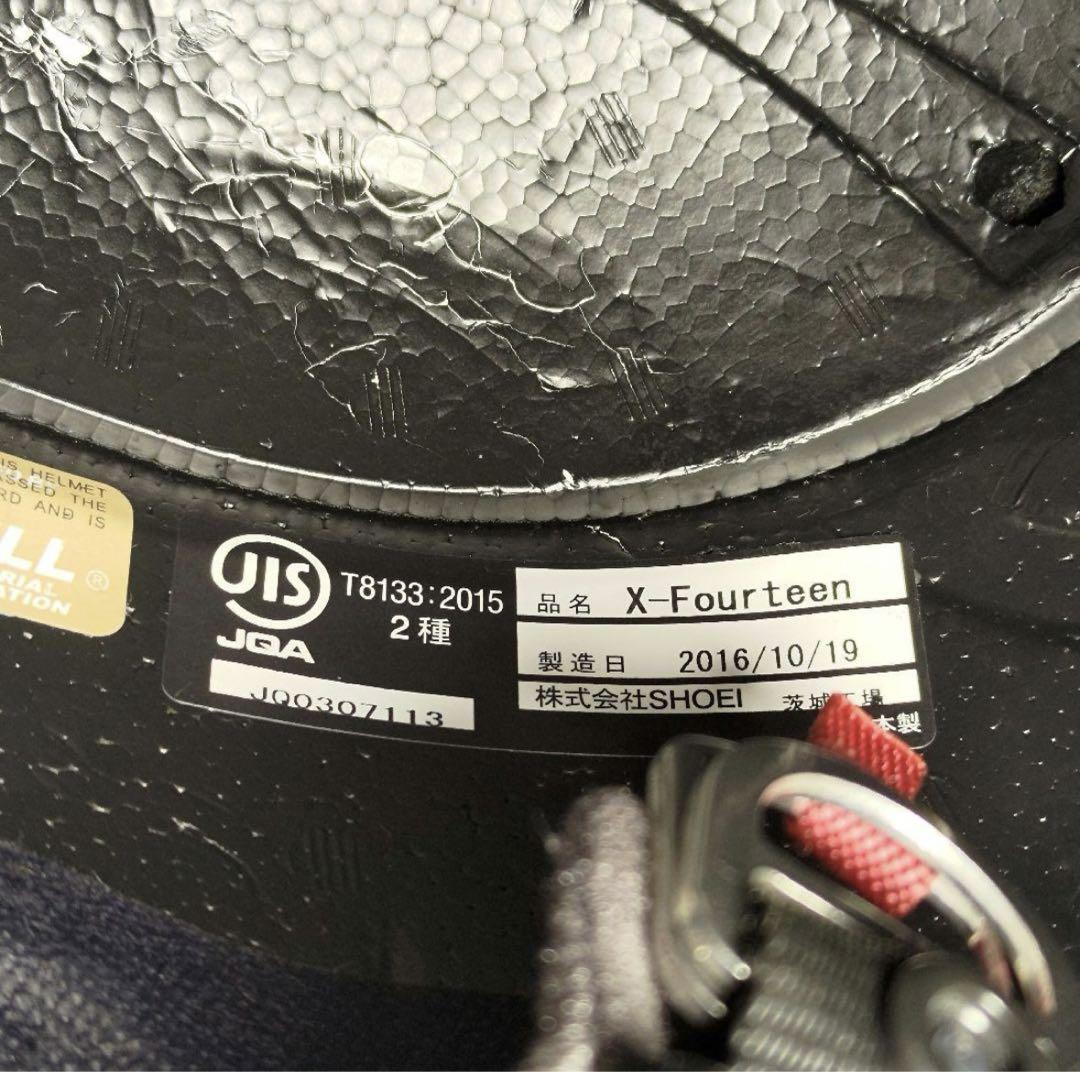 IS HELMET
ASSED THE
RD AND IS
LL®
RIAL
ATION
JIS
JQA
T8133:2015
2種
JQ0307113
品名 X-Fourteen
製造日 2016/10/19
株式会社SHOEI 茨城工場
本製